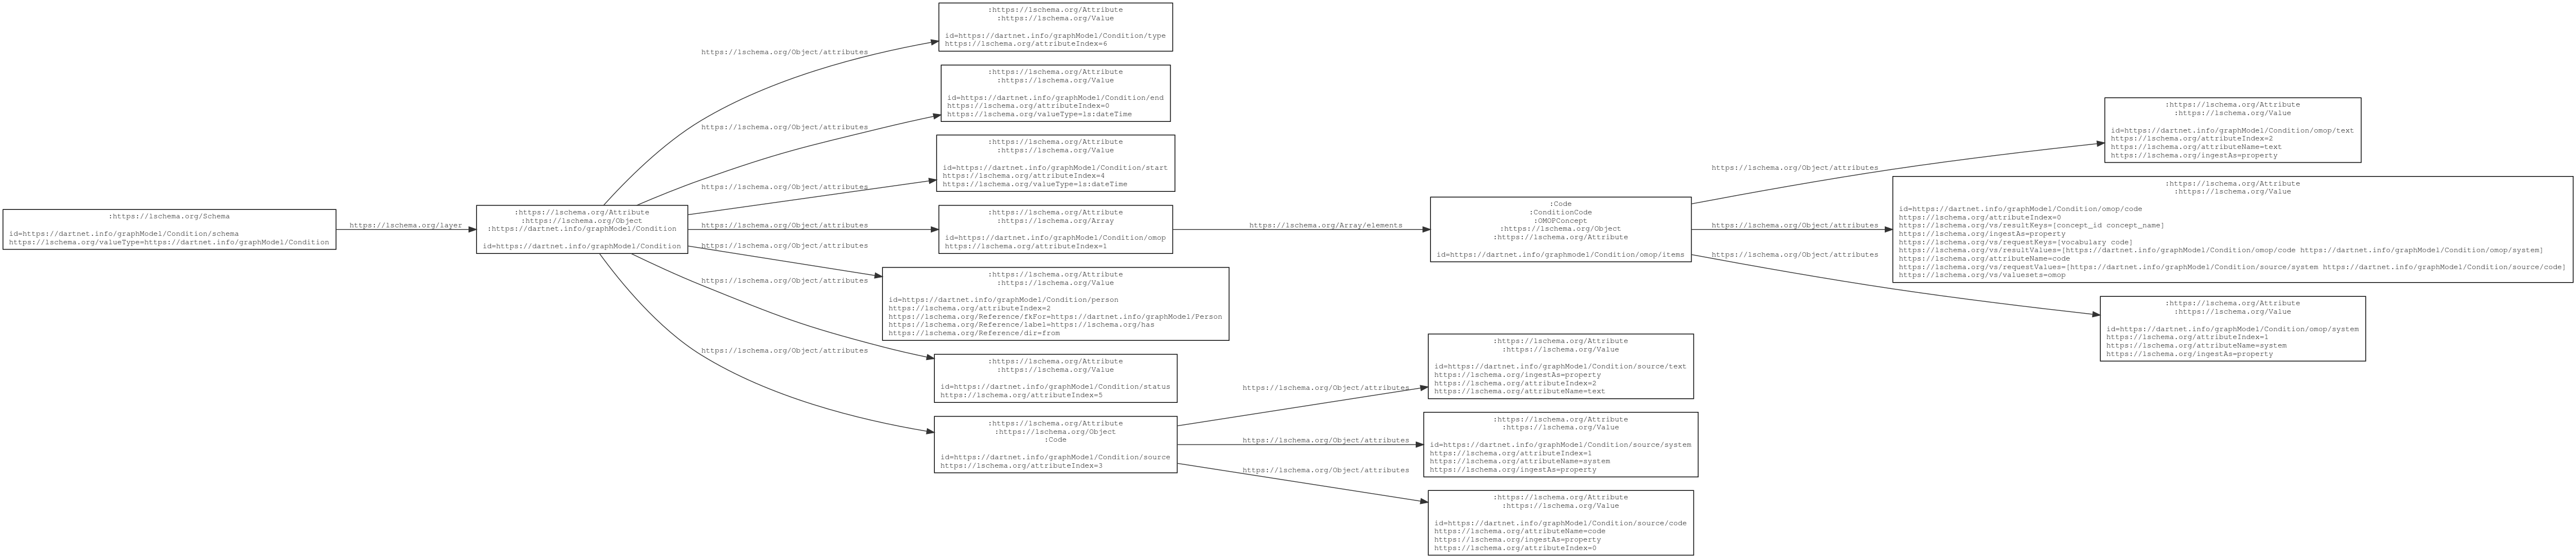 :https://lschema.org/Schema
id=https://dartnet.info/graphModel/Condition/schema
https://lschema.org/valueType=https://dartnet.info/graphModel/Condition
https://lschema.org/layer
:https://lschema.org/Attribute
:https://lschema.org/Object
:https://dartnet.info/graphModel/Condition
id=https://dartnet.info/graphModel/Condition
https://lschema.org/Object/attributes
https://lschema.org/Object/attributes
https://lschema.org/Object/attributes
https://lschema.org/Object/attributes
https://lschema.org/Object/attributes
https://lschema.org/Object/attributes
https://lschema.org/Object/attributes
:https://lschema.org/Attribute
:https://lschema.org/Value
id=https://dartnet.info/graphModel/Condition/type
https://lschema.org/attributeIndex=6
:https://lschema.org/Attribute
:https://lschema.org/Value
id=https://dartnet.info/graphModel/Condition/end
https://lschema.org/attributeIndex=0
https://lschema.org/valueType=ls:dateTime
:https://lschema.org/Attribute
:https://lschema.org/Value
id=https://dartnet.info/graphModel/Condition/start
https://lschema.org/attributeIndex=4
https://lschema.org/valueType=ls:dateTime
:https://lschema.org/Attribute
:https://lschema.org/Array
id=https://dartnet.info/graphModel/Condition/omop
https://lschema.org/attributeIndex=1
:https://lschema.org/Attribute
:https://lschema.org/Value
id=https://dartnet.info/graphModel/Condition/person
https://lschema.org/attributeIndex=2
https://lschema.org/Reference/fkFor=https://dartnet.info/graphModel/Person
https://lschema.org/Reference/label=https://lschema.org/has
https://lschema.org/Reference/dir=from
:https://lschema.org/Attribute
:https://lschema.org/Value
id=https://dartnet.info/graphModel/Condition/status
https://lschema.org/attributeIndex=5
:https://lschema.org/Attribute
:https://lschema.org/Object
:Code
id=https://dartnet.info/graphModel/Condition/source
https://lschema.org/attributeIndex=3
https://lschema.org/Array/elements
:Code
:ConditionCode
:OMOPConcept
:https://lschema.org/Object
:https://lschema.org/Attribute
id=https://dartnet.info/graphmodel/Condition/omop/items
https://lschema.org/Object/attributes
https://lschema.org/Object/attributes
https://lschema.org/Object/attributes
:https://lschema.org/Attribute
:https://lschema.org/Value
id=https://dartnet.info/graphModel/Condition/source/text
https://lschema.org/ingestAs=property
https://lschema.org/attributeIndex=2
https://lschema.org/attributeName=text
:https://lschema.org/Attribute
:https://lschema.org/Value
id=https://dartnet.info/graphModel/Condition/source/system
https://lschema.org/attributeIndex=1
https://lschema.org/attributeName=system
https://lschema.org/ingestAs=property
:https://lschema.org/Attribute
:https://lschema.org/Value
id=https://dartnet.info/graphModel/Condition/source/code
https://lschema.org/attributeName=code
https://lschema.org/ingestAs=property
https://lschema.org/attributeIndex=0
https://lschema.org/Object/attributes
https://lschema.org/Object/attributes
https://lschema.org/Object/attributes
:https://lschema.org/Attribute
:https://lschema.org/Value
id=https://dartnet.info/graphModel/Condition/omop/text
https://lschema.org/attributeIndex=2
https://lschema.org/attributeName=text
https://lschema.org/ingestAs=property
:https://lschema.org/Attribute
:https://lschema.org/Value
id=https://dartnet.info/graphModel/Condition/omop/code
https://lschema.org/attributeIndex=0
https://lschema.org/vs/resultKeys=[concept_id concept_name]
https://lschema.org/ingestAs=property
https://lschema.org/vs/requestKeys=[vocabulary code]
https://lschema.org/vs/resultValues=[https://dartnet.info/graphModel/Condition/omop/code https://dartnet.info/graphModel/Condition/omop/system]
https://lschema.org/attributeName=code
https://lschema.org/vs/requestValues=[https://dartnet.info/graphModel/Condition/source/system https://dartnet.info/graphModel/Condition/source/code]
https://lschema.org/vs/valuesets=omop
:https://lschema.org/Attribute
:https://lschema.org/Value
id=https://dartnet.info/graphModel/Condition/omop/system
https://lschema.org/attributeIndex=1
https://lschema.org/attributeName=system
https://lschema.org/ingestAs=property